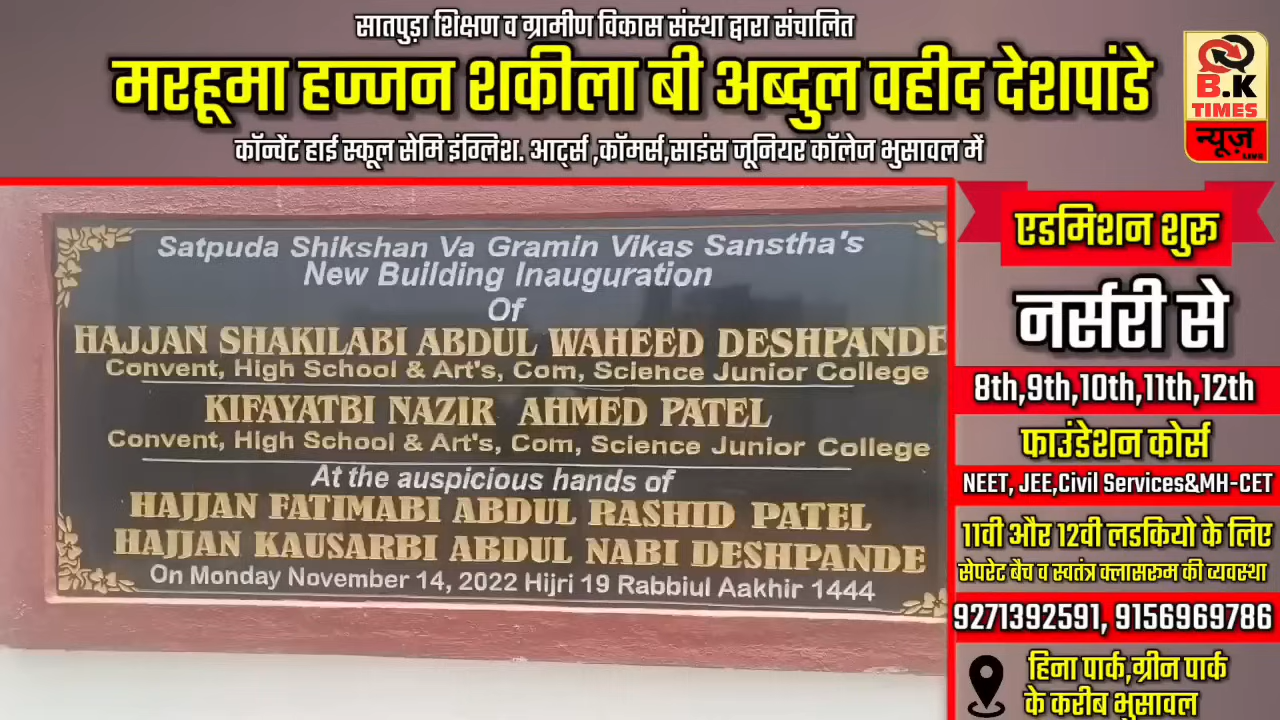 सातपुड़ा शिक्षण व ग्रामीण विकास संस्था द्वारा संचालित
मरहूमा हज्जन शकीला बी अब्दुल वहीद देशपांडे
कॉन्वेंट हाई स्कूल सेमि इंग्लिश. आर्ट्स ,कॉमर्स,साइंस जूनियर कॉलेज भुसावल में
B.K
TIMES
न्यूज़
LIVE
Satpuda Shikshan Va Gramin Vikas Sanstha's
New Building Inauguration
Of
HAJJAN SHAKILABI ABDUL WAHEED DESHPANDE
Convent, High School & Art's, Com, Science Junior College
KIFAYATBI NAZIR AHMED PATEL
Convent, High School & Art's, Com, Science Junior College
At the auspicious hands of
HAJJAN FATIMABI ABDUL RASHID PATEL
HAJJAN KAUSARBI ABDUL NABI DESHPANDE
On Monday November 14, 2022 Hijri 19 Rabbiul Aakhir 1444
एडमिशन शुरू
नर्सरी से
8th,9th,10th,11th,12th
फाउंडेशन कोर्स
NEET, JEE,Civil Services&MH-CET
11वी और 12वी लडकियो के लिए
सेपरेट बैच व स्वतंत्र क्लासरूम की व्यवस्था
9271392591, 9156969786
हिना पार्क,ग्रीन पार्क
के करीब भुसावल